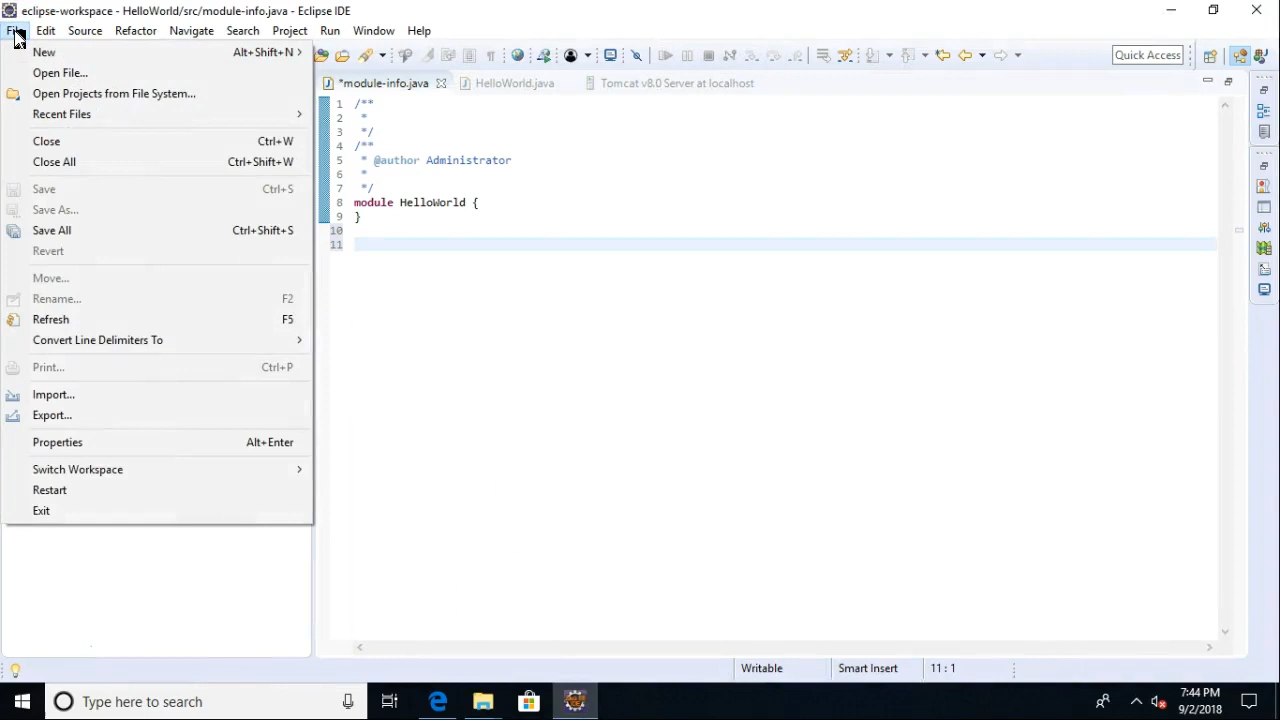 eclipse-workspace - HelloWorld/src/module-info.java - Eclipse IDE
File Edit Source Refactor Navigate Search Project Run Window Help
New Alt+Shift+N
Open File...
Open Projects from File System...
Recent Files
Close Ctrl+W
Close All Ctrl+Shift+W
Save Ctrl+S
Save As...
Save All Ctrl+Shift+S
Revert
Move...
Rename... F2
Refresh F5
Convert Line Delimiters To
Print... Ctrl+P
Import...
Export...
Properties Alt+Enter
Switch Workspace
Restart
Exit
Quick Access
*module-info.java HelloWorld.java Tomcat v8.0 Server at localhost
1 /**
2 *
3 */
4 /**
5 * @author Administrator
6 *
7 */
8 module HelloWorld {
9 }
10
11
Writable Smart Insert 11 : 1
Type here to search
7:44 PM
9/2/2018